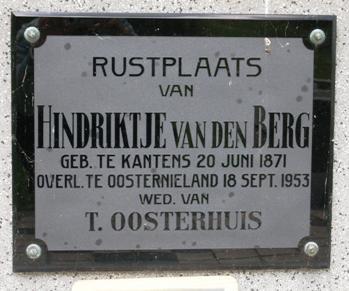 RUSTPLAATS
VAN
HINDRIKTJE VAN DEN BERG
GEB. TE KANTENS 20 JUNI 1871
OVERL. TE OOSTERNIELAND 18 SEPT. 1953
WED. VAN
T. OOSTERHUIS